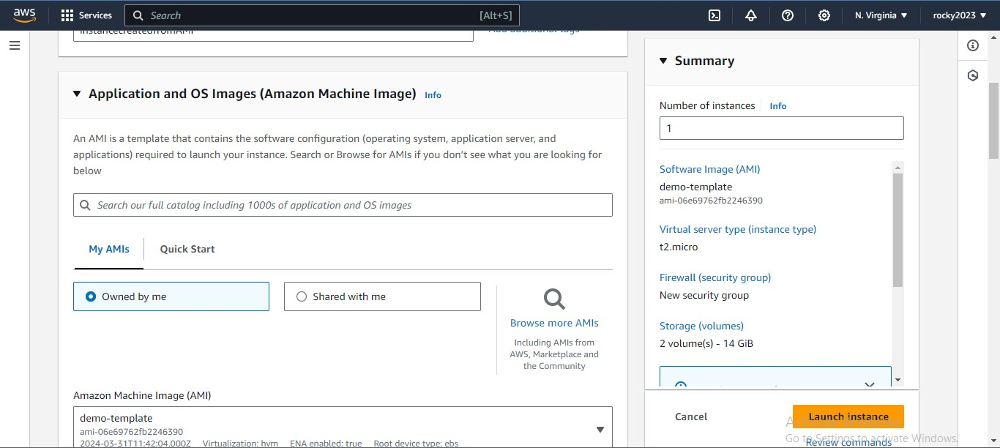 aws
Services
Search
[Alt+S]
N. Virginia
rocky2023
instancecreatedfromAMI
Add additional tags
Application and OS Images (Amazon Machine Image)
Info
An AMI is a template that contains the software configuration (operating system, application server, and
applications) required to launch your instance. Search or Browse for AMIs if you don't see what you are looking for
below
Search our full catalog including 1000s of application and OS images
My AMIs
Quick Start
Owned by me
Shared with me
Browse more AMIs
Including AMIs from
AWS, Marketplace and
the Community
Amazon Machine Image (AMI)
demo-template
ami-06e69762fb2246390
2024-03-31T11:42:04.000Z Virtualization: hvm ENA enabled: true Root device type: ebs
Summary
Number of instances
Info
1
Software Image (AMI)
demo-template
ami-06e69762fb2246390
Virtual server type (instance type)
t2.micro
Firewall (security group)
New security group
Storage (volumes)
2 volume(s) - 14 GiB
Cancel
Launch instance
Review commands
Go to Settings to activate Windows.